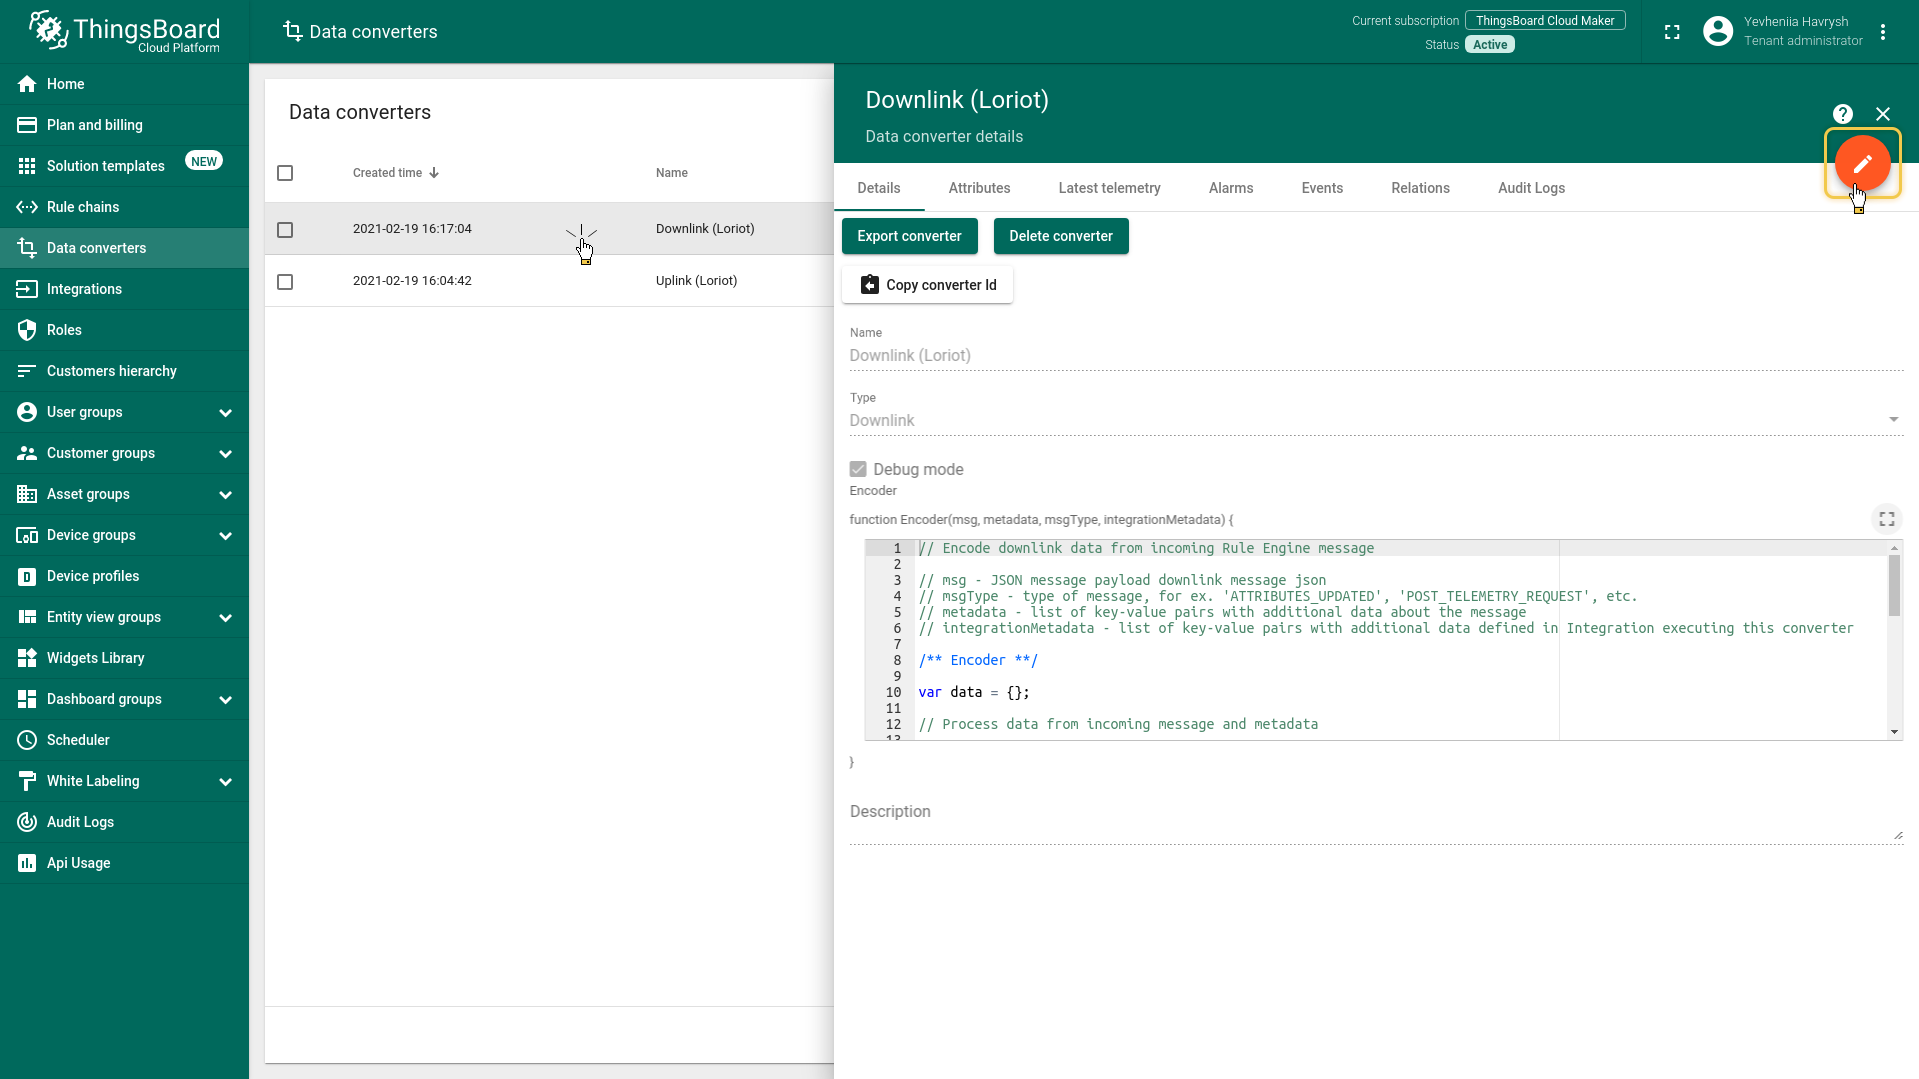 ThingsBoard
Cloud Platform
Data converters
Current subscription ThingsBoard Cloud Maker
Status Active
Yevheniia Havrysh
Tenant administrator
Home
Plan and billing
Solution templates NEW
Rule chains
Data converters
Integrations
Roles
Customers hierarchy
User groups
Customer groups
Asset groups
Device groups
Device profiles
Entity view groups
Widgets Library
Dashboard groups
Scheduler
White Labeling
Audit Logs
Api Usage
Data converters
Created time Name
2021-02-19 16:17:04 Downlink (Loriot)
2021-02-19 16:04:42 Uplink (Loriot)
Downlink (Loriot)
Data converter details
Details Attributes Latest telemetry Alarms Events Relations Audit Logs
Export converter Delete converter
Copy converter Id
Name
Downlink (Loriot)
Type
Downlink
Debug mode
Encoder
function Encoder(msg, metadata, msgType, integrationMetadata) {
1 // Encode downlink data from incoming Rule Engine message
2
3 // msg - JSON message payload downlink message json
4 // msgType - type of message, for ex. 'ATTRIBUTES_UPDATED', 'POST_TELEMETRY_REQUEST', etc.
5 // metadata - list of key-value pairs with additional data about the message
6 // integrationMetadata - list of key-value pairs with additional data defined in Integration executing this converter
7
8 /** Encoder **/
9
10 var data = {};
11
12 // Process data from incoming message and metadata
13
}
Description